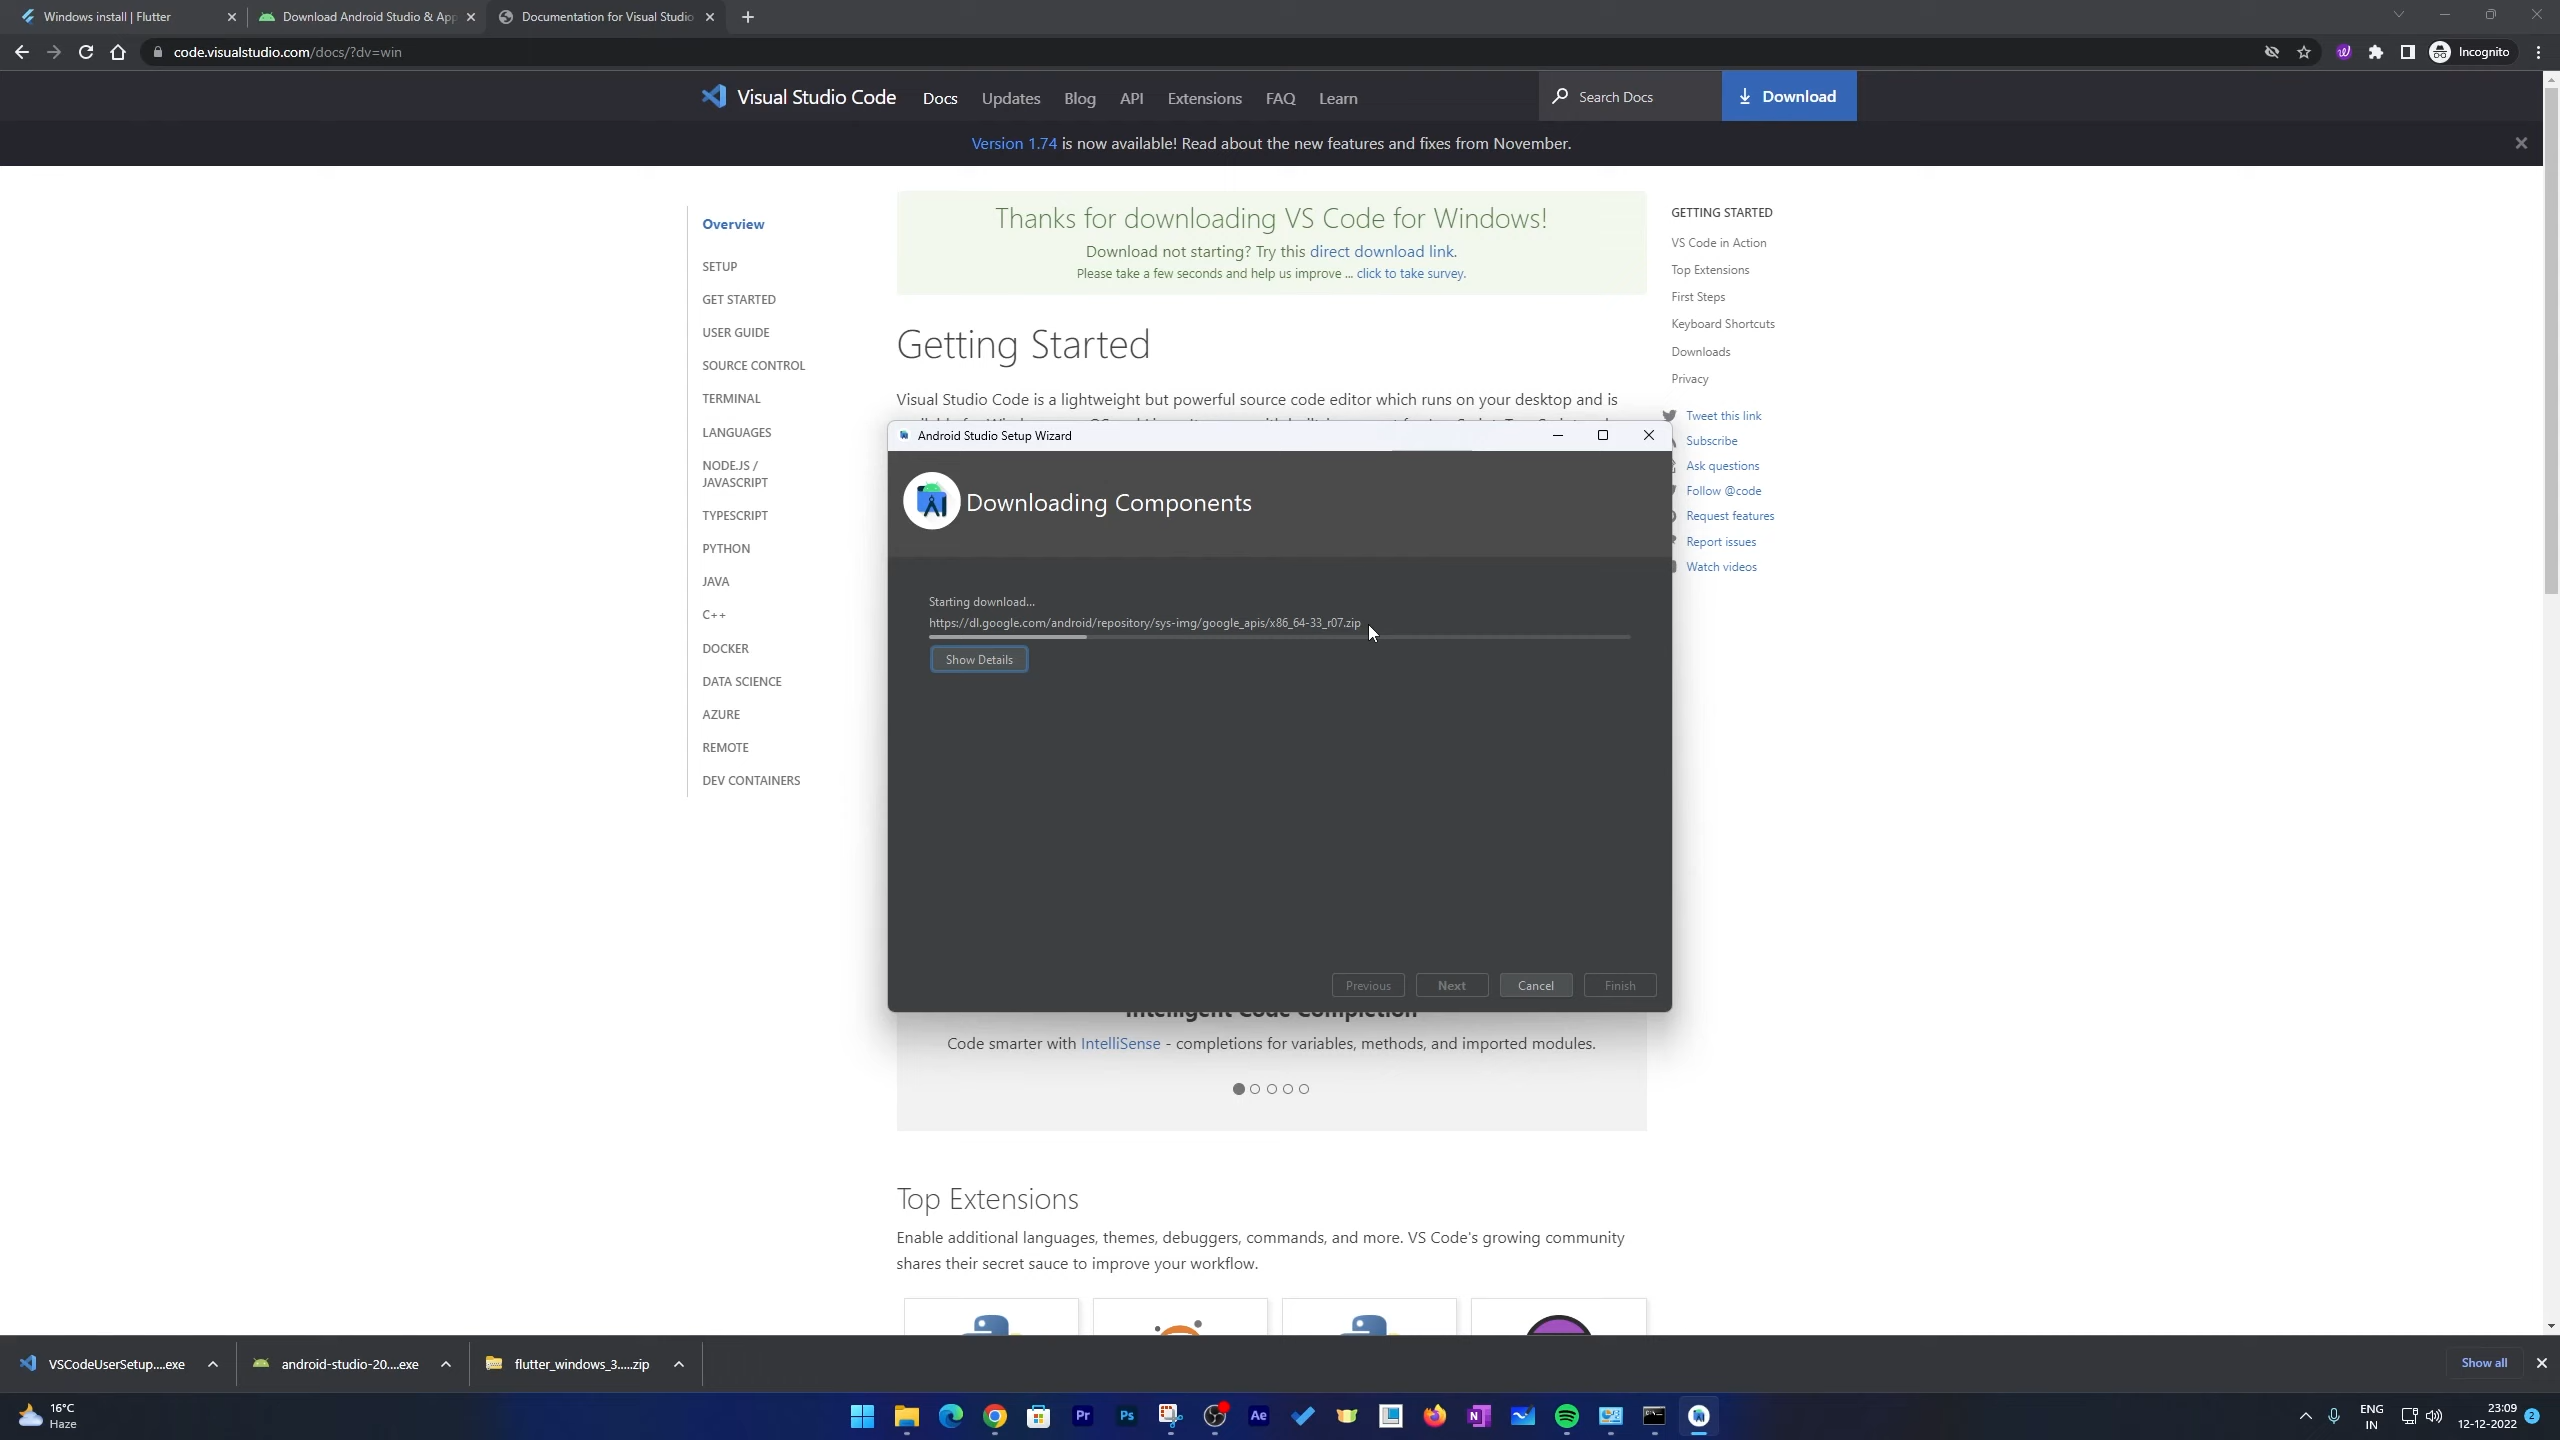 Windows install | Flutter
Download Android Studio & App
Documentation for Visual Studio
code.visualstudio.com/docs/?dv=win
Incognito
Visual Studio Code
Docs
Updates
Blog
API
Extensions
FAQ
Learn
Search Docs
Download
Version 1.74 is now available! Read about the new features and fixes from November.
Overview
SETUP
GET STARTED
USER GUIDE
SOURCE CONTROL
TERMINAL
LANGUAGES
NODE.JS /
JAVASCRIPT
TYPESCRIPT
PYTHON
JAVA
C++
DOCKER
DATA SCIENCE
AZURE
REMOTE
DEV CONTAINERS
Thanks for downloading VS Code for Windows!
Download not starting? Try this direct download link.
Please take a few seconds and help us improve ... click to take survey.
Getting Started
Visual Studio Code is a lightweight but powerful source code editor which runs on your desktop and is
GETTING STARTED
VS Code in Action
Top Extensions
First Steps
Keyboard Shortcuts
Downloads
Privacy
Tweet this link
Subscribe
Ask questions
Follow @code
Request features
Report issues
Watch videos
Android Studio Setup Wizard
Downloading Components
Starting download...
https://dl.google.com/android/repository/sys-img/google_apis/x86_64-33_r07.zip
Show Details
Previous
Next
Cancel
Finish
Intelligent Code Completion
Code smarter with IntelliSense - completions for variables, methods, and imported modules.
Top Extensions
Enable additional languages, themes, debuggers, commands, and more. VS Code's growing community
shares their secret sauce to improve your workflow.
VSCodeUserSetup....exe
android-studio-20....exe
flutter_windows_3.....zip
Show all
16°C
Haze
Pr
Ps
Ae
ENG
IN
23:09
12-12-2022
2